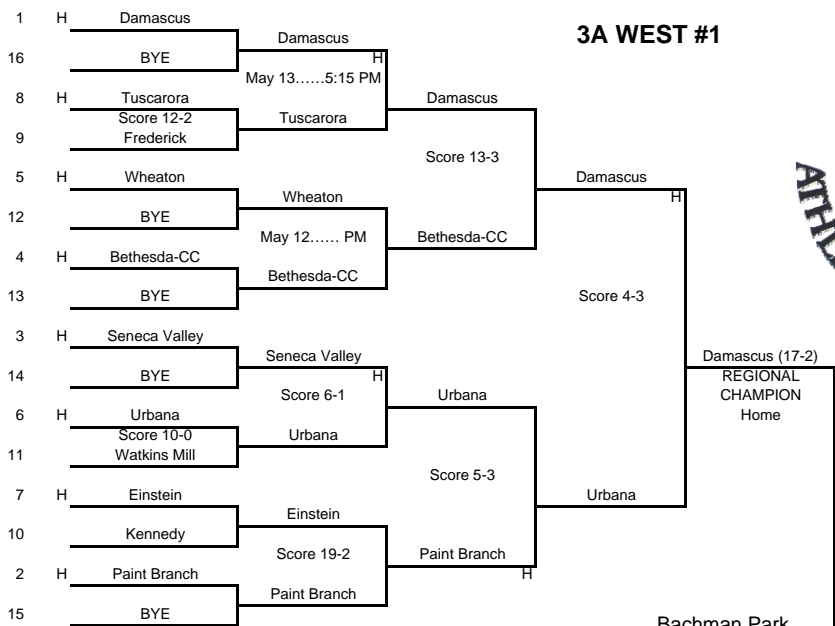 3A WEST #1
1 H Damascus
16 BYE
Damascus
H
May 13……5:15 PM
8 H Tuscarora
Score 12-2
9 Frederick
Tuscarora
Damascus
Score 13-3
5 H Wheaton
12 BYE
Wheaton
May 12…… PM
4 H Bethesda-CC
13 BYE
Bethesda-CC
Bethesda-CC
Damascus
H
Score 4-3
3 H Seneca Valley
14 BYE
Seneca Valley
H
Score 6-1
6 H Urbana
Score 10-0
11 Watkins Mill
Urbana
Urbana
Score 5-3
7 H Einstein
10 Kennedy
Einstein
Score 19-2
2 H Paint Branch
15 BYE
Paint Branch
Paint Branch
H
Urbana
Damascus (17-2)
REGIONAL
CHAMPION
Home
Bachman Park